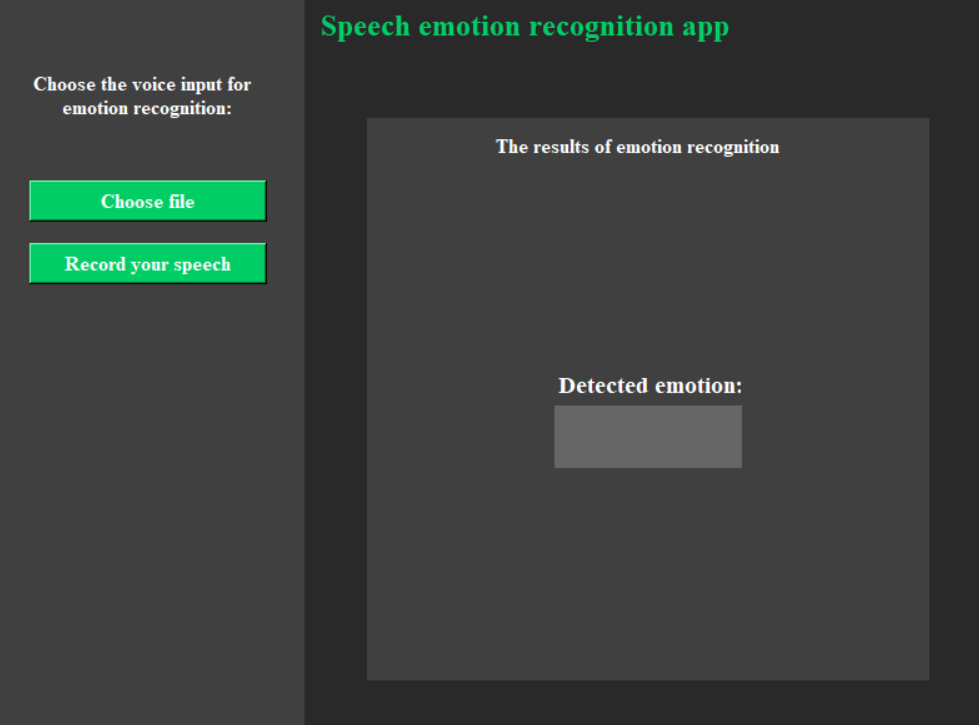 Speech emotion recognition app
Choose the voice input for
emotion recognition:
Choose file
Record your speech
The results of emotion recognition
Detected emotion: